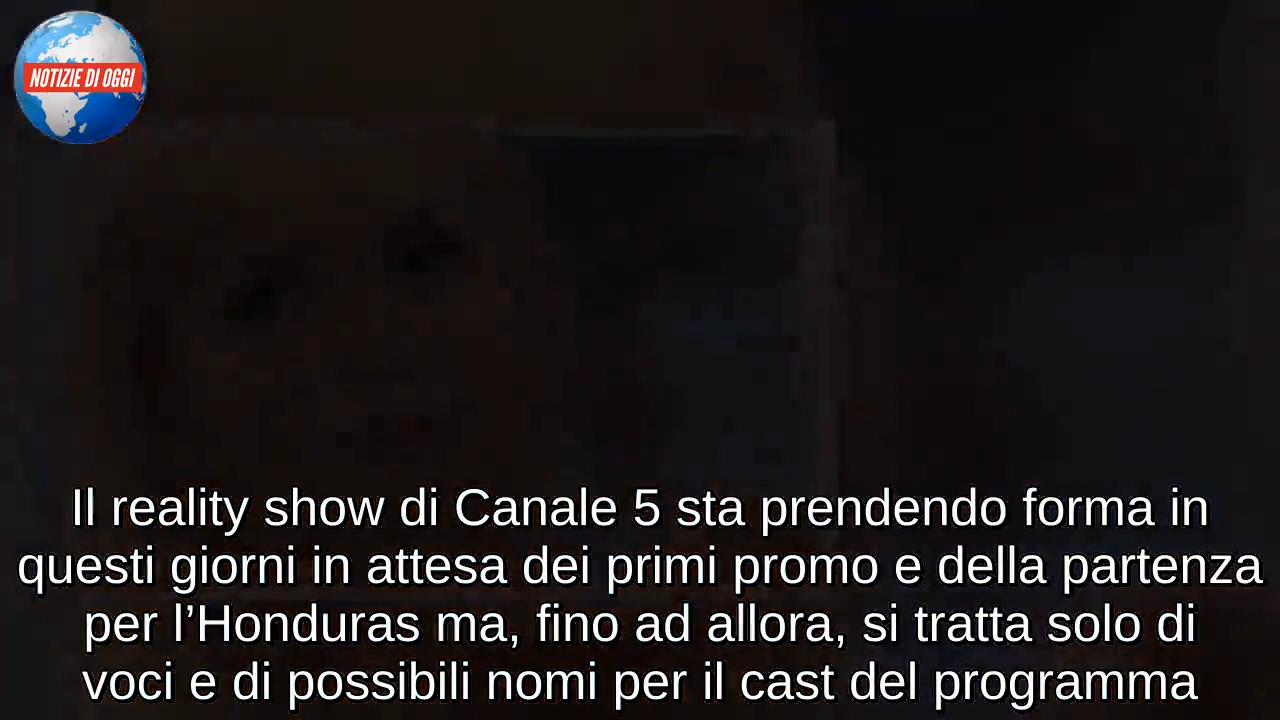 NOTIZIE DI OGGI
Il reality show di Canale 5 sta prendendo forma in
questi giorni in attesa dei primi promo e della partenza
per l’Honduras ma, fino ad allora, si tratta solo di
voci e di possibili nomi per il cast del programma